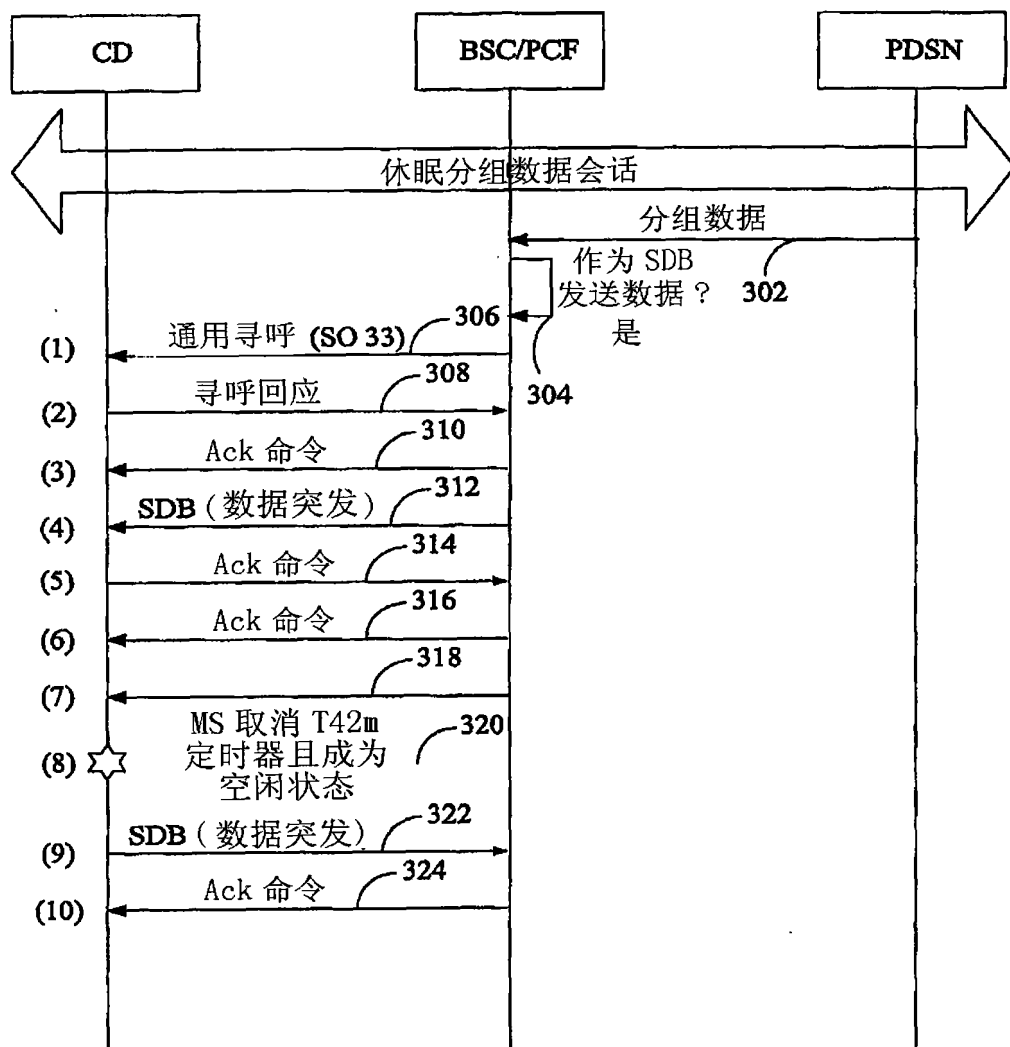 CD
BSC/PCF
PDSN
休眠分组数据会话
分组数据
302
作为 SDB
发送数据?
是
304
306
(1)
通用寻呼 (SO 33)
308
(2)
寻呼回应
310
(3)
Ack 命令
312
(4)
SDB (数据突发)
314
(5)
Ack 命令
316
(6)
Ack 命令
318
(7)
MS 取消 T42m
定时器且成为
空闲状态
320
(8)
322
(9)
SDB (数据突发)
324
(10)
Ack 命令